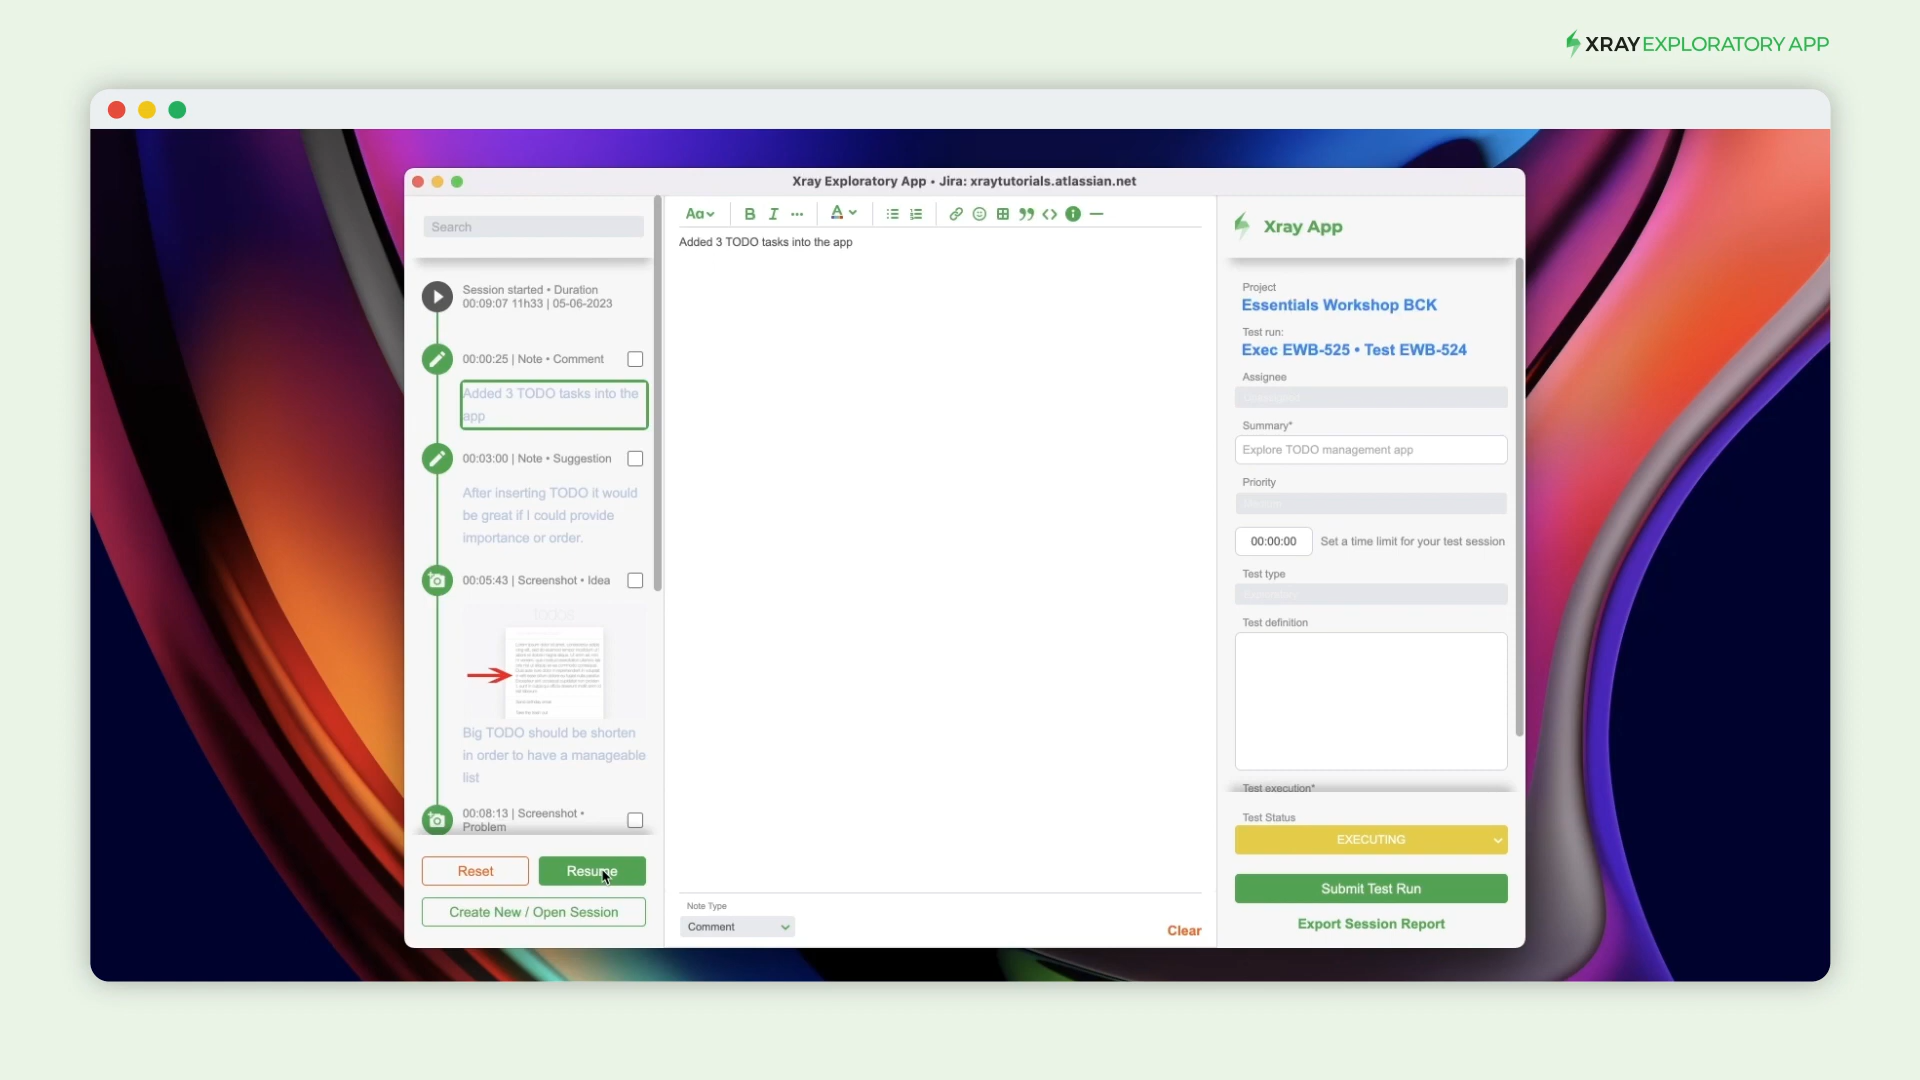 XRAY EXPLORATORY APP
Xray Exploratory App • Jira: xraytutorials.atlassian.net
Search
Session started • Duration
00:09:07 11h33 | 05-06-2023
00:00:25 | Note • Comment
Added 3 TODO tasks into the
app
00:03:00 | Note • Suggestion
After inserting TODO it would
be great if I could provide
importance or order.
00:05:43 | Screenshot • Idea
todos
Big TODO should be shorten
in order to have a manageable
list
00:08:13 | Screenshot •
Problem
Reset
Resume
Create New / Open Session
Aa
B I ... A
Added 3 TODO tasks into the app
Note Type
Comment
Clear
Xray App
Project
Essentials Workshop BCK
Test run:
Exec EWB-525 • Test EWB-524
Assignee
Summary*
Explore TODO management app
Priority
00:00:00 Set a time limit for your test session
Test type
Test definition
Test execution*
Test Status
EXECUTING
Submit Test Run
Export Session Report